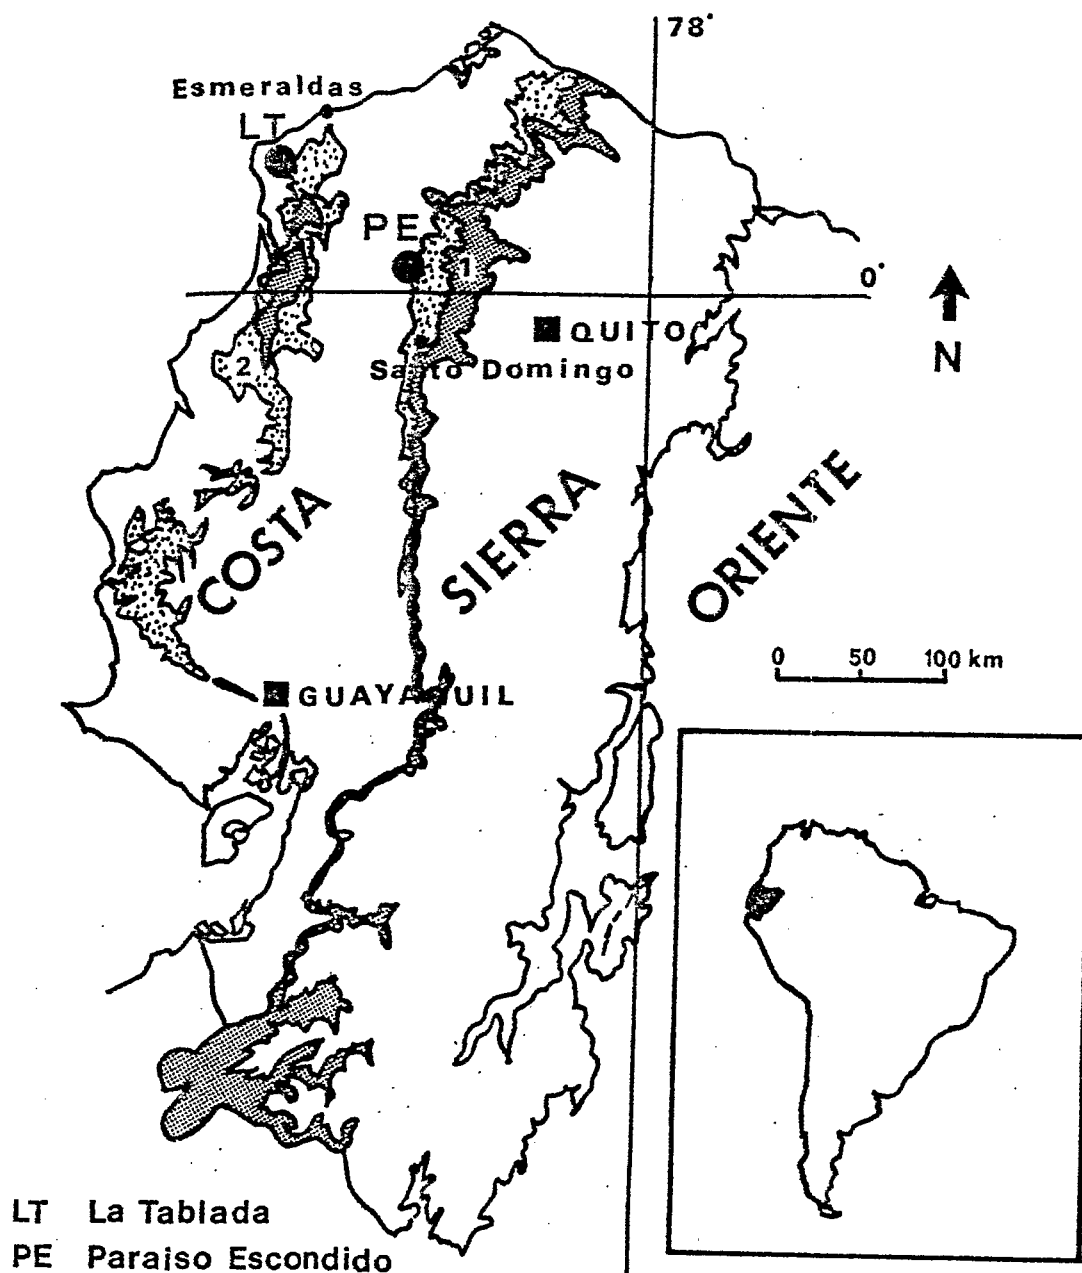 78°
Esmeraldas
LT
PE
1
0°
QUITO
N
Santo Domingo
2
COSTA
SIERRA
ORIENTE
0 50 100 km
GUAYAQUIL
LT La Tablada
PE Paraiso Escondido